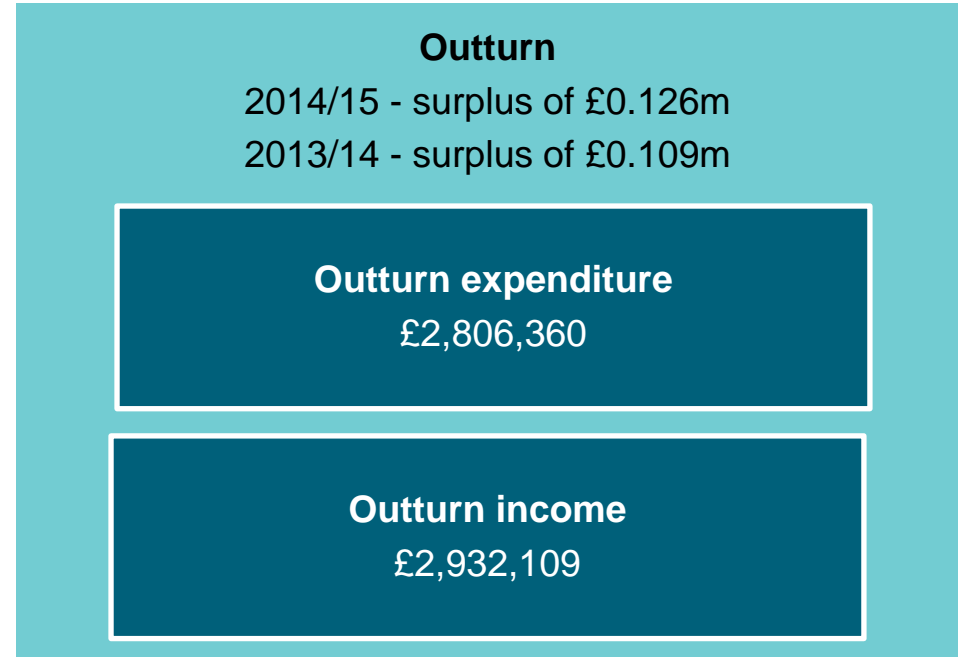 Outturn
2014/15 - surplus of £0.126m
2013/14 - surplus of £0.109m
Outturn expenditure
£2,806,360
Outturn income
£2,932,109